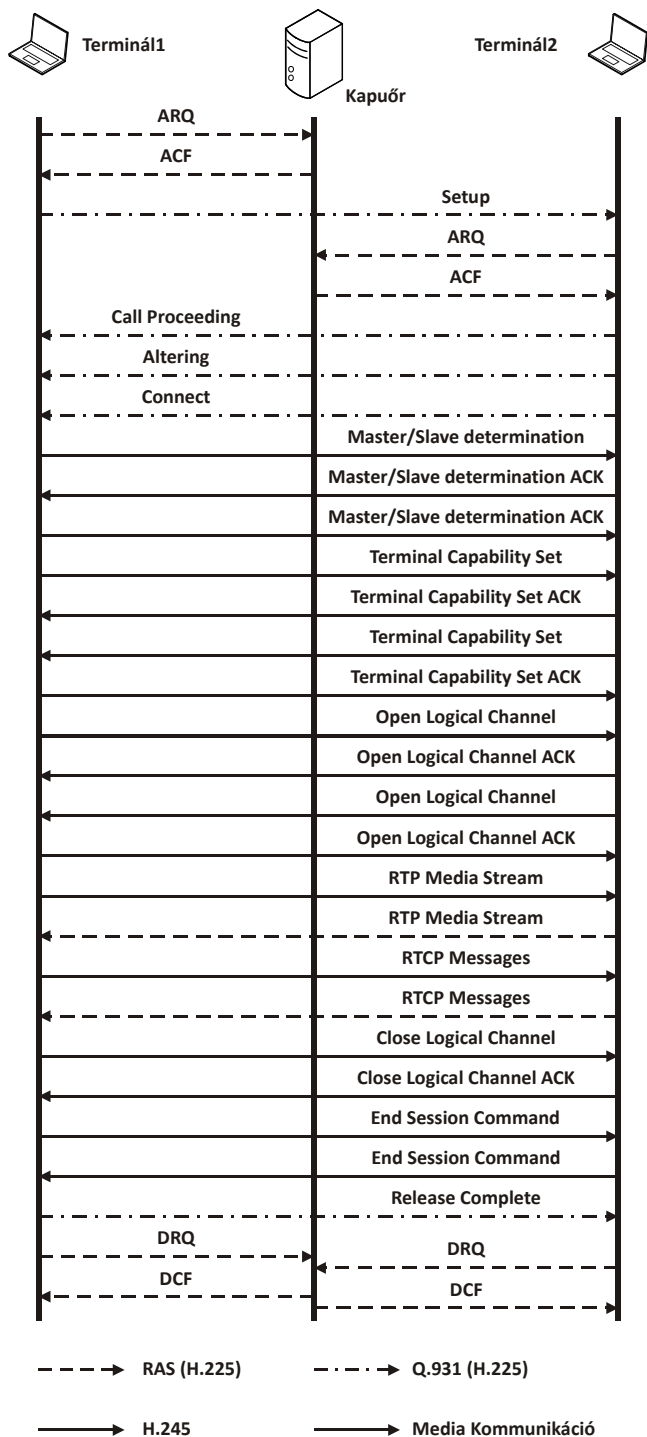 Terminál1
Terminál2
Kapuőr
ARQ
ACF
Setup
ARQ
ACF
Call Proceeding
Altering
Connect
Master/Slave determination
Master/Slave determination ACK
Master/Slave determination ACK
Terminal Capability Set
Terminal Capability Set ACK
Terminal Capability Set
Terminal Capability Set ACK
Open Logical Channel
Open Logical Channel ACK
Open Logical Channel
Open Logical Channel ACK
RTP Media Stream
RTP Media Stream
RTCP Messages
RTCP Messages
Close Logical Channel
Close Logical Channel ACK
End Session Command
End Session Command
Release Complete
DRQ
DRQ
DCF
DCF
RAS (H.225)
Q.931 (H.225)
H.245
Media Kommunikáció